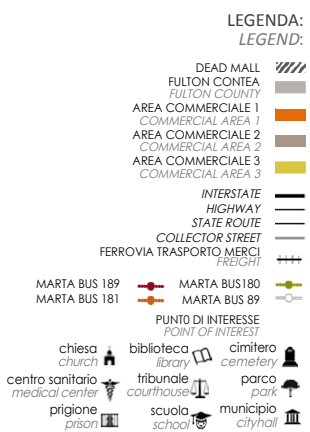 LEGENDA:
LEGEND:
DEAD MALL
FULTON CONTEA
FULTON COUNTY
AREA COMMERCIALE 1
COMMERCIAL AREA 1
AREA COMMERCIALE 2
COMMERCIAL AREA 2
AREA COMMERCIALE 3
COMMERCIAL AREA 3
INTERSTATE
HIGHWAY
STATE ROUTE
COLLECTOR STREET
FERROVIA TRASPORTO MERCI
FREIGHT
MARTA BUS 189 MARTA BUS180
MARTA BUS 181 MARTA BUS 89
PUNT0 DI INTERESSE
POINT OF INTEREST
chiesa biblioteca cimitero
church library cemetery
centro sanitario tribunale parco
medical center courthouse park
prigione scuola municipio
prison school cityhall